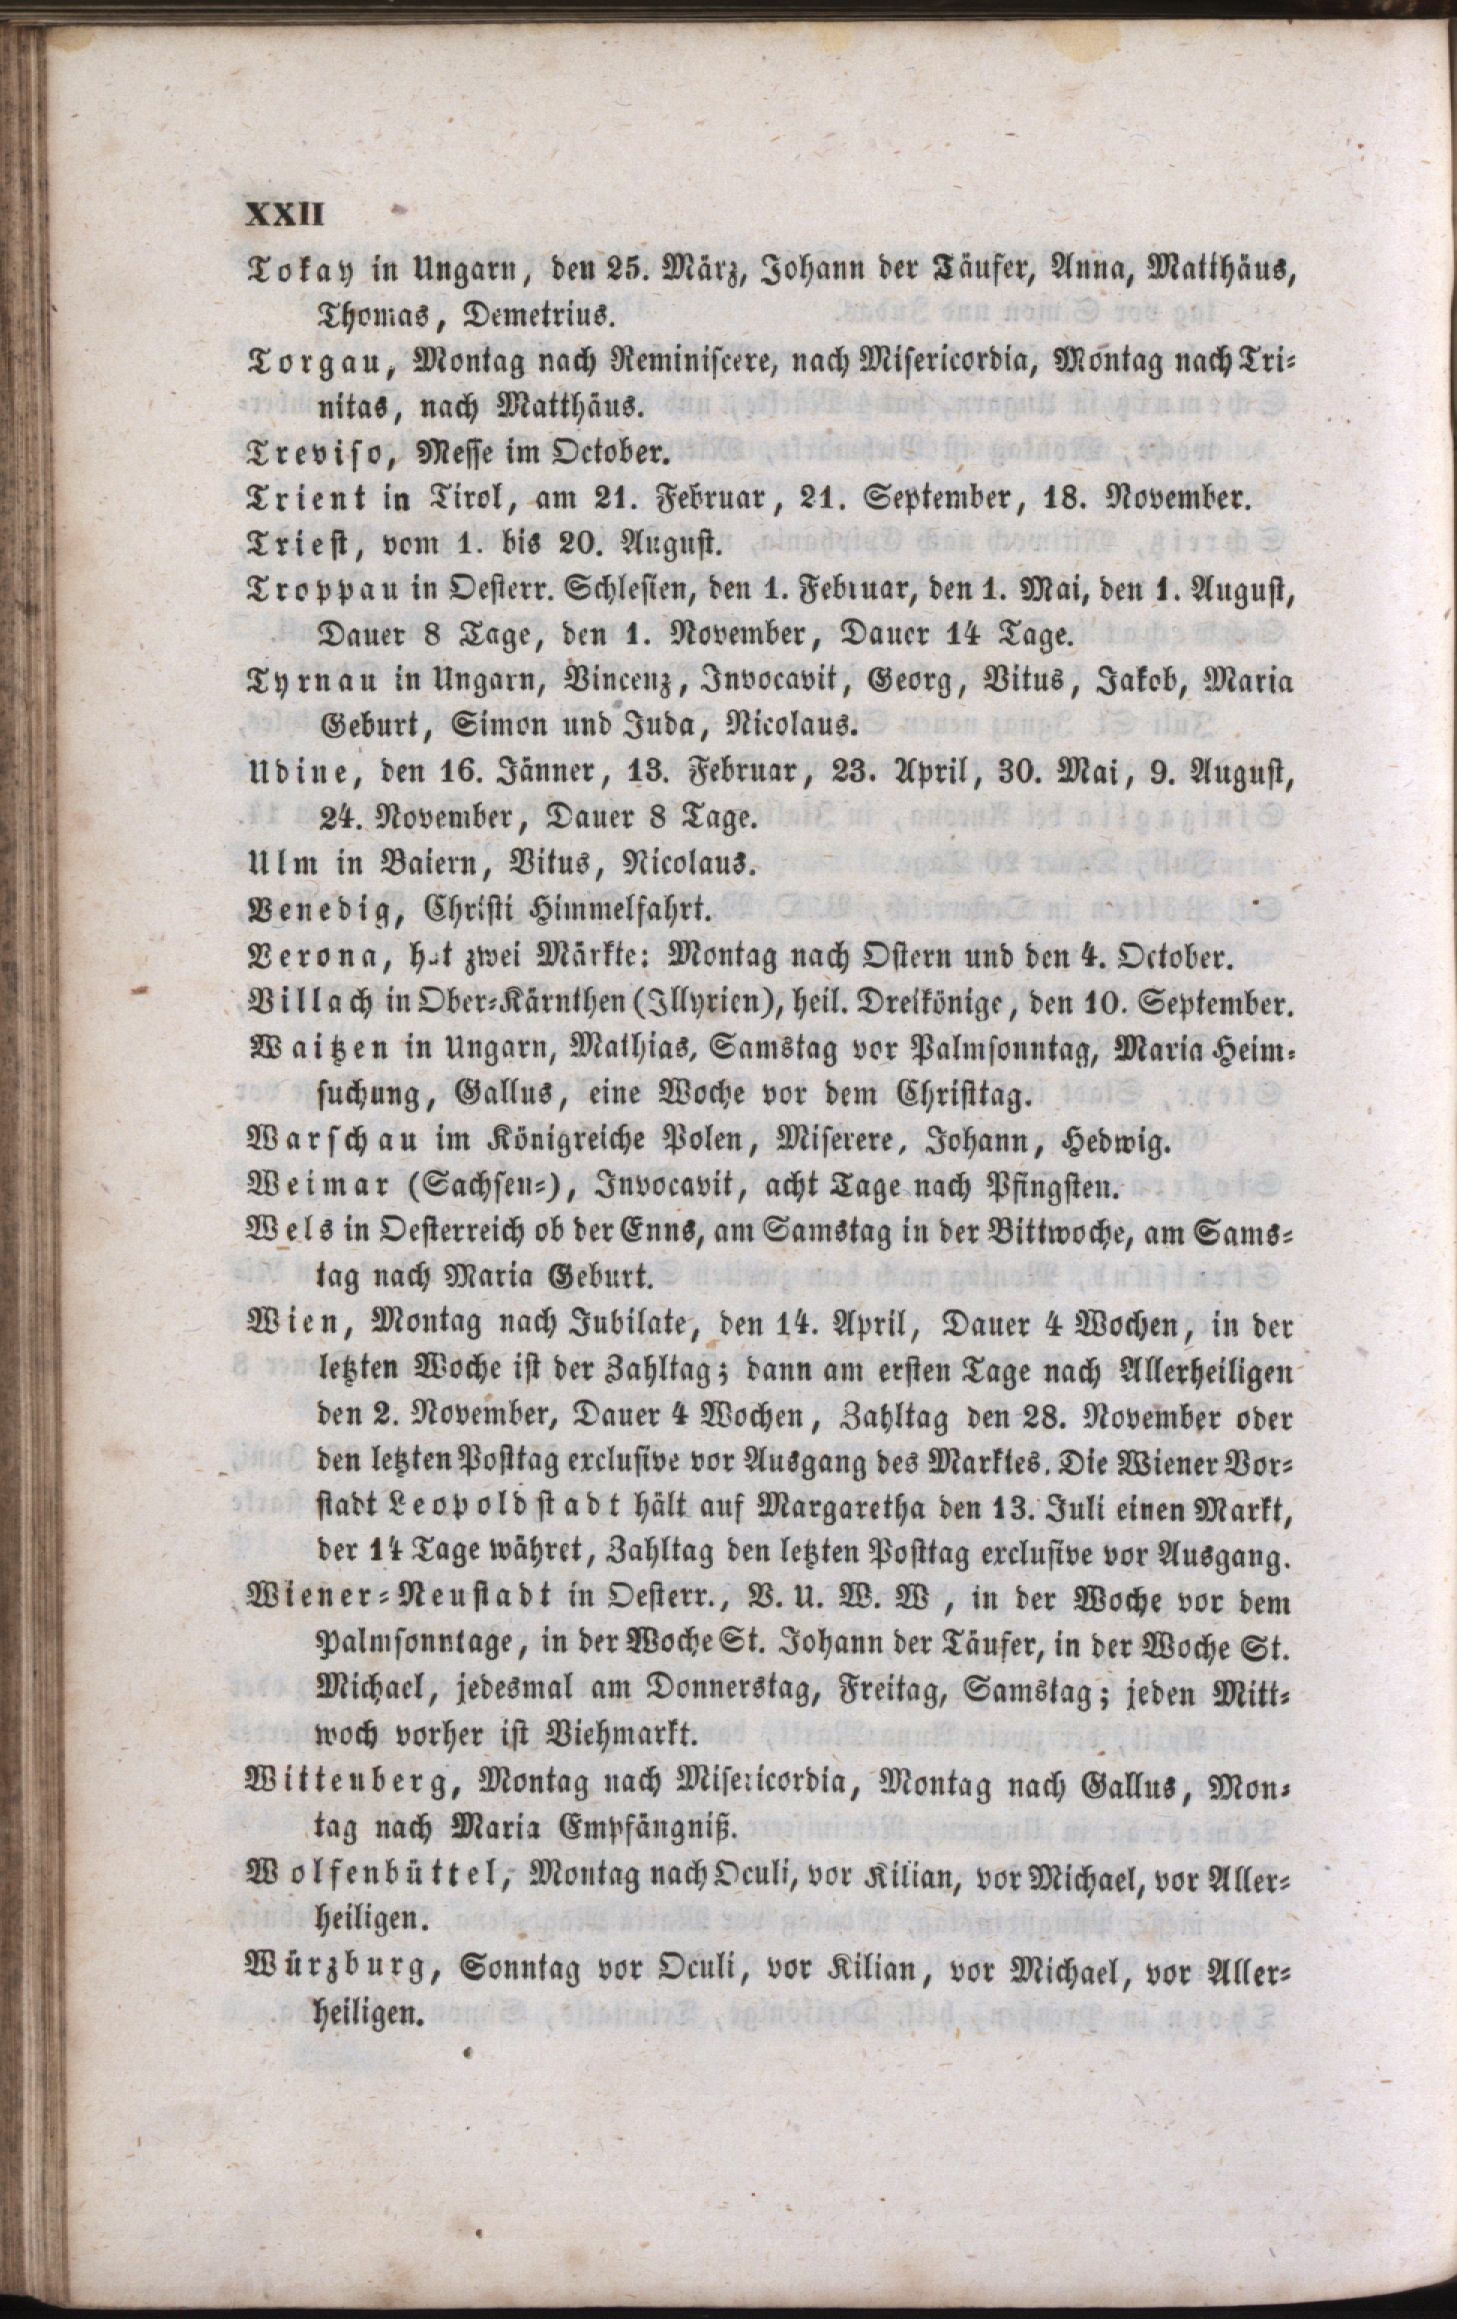 XXII
Tokay in Ungarn, den 25. März, Johann der Täufer, Anna, Matthäus,
Thomas, Demetrius.
Torgau, Montag nach Reminiscere, nach Misericordia, Montag nach Tri-
nitas, nach Matthäus.
Treviso, Messe im October.
Trient in Tirol, am 21. Februar, 21. September, 18. November.
Triest, vom 1. bis 20. August.
Troppau in Oesterr. Schlesien, den 1. Februar, den 1. Mai, den 1. August,
Dauer 8 Tage, den 1. November, Dauer 14 Tage.
Tyrnau in Ungarn, Vincenz, Invocavit, Georg, Vitus, Jakob, Maria
Geburt, Simon und Juda, Nicolaus.
Udine, den 16. Jänner, 13. Februar, 23. April, 30. Mai, 9. August,
24. November, Dauer 8 Tage.
Ulm in Baiern, Vitus, Nicolaus.
Venedig, Christi Himmelfahrt.
Verona, hat zwei Märkte: Montag nach Ostern und den 4. October.
Villach in Ober-Kärnthen (Illyrien), heil. Dreikönige, den 10. September.
Waitzen in Ungarn, Mathias, Samstag vor Palmsonntag, Maria Heim-
suchung, Gallus, eine Woche vor dem Christtag.
Warschau im Königreiche Polen, Miserere, Johann, Hedwig.
Weimar (Sachsen-), Invocavit, acht Tage nach Pfingsten.
Wels in Oesterreich ob der Enns, am Samstag in der Bittwoche, am Sams-
tag nach Maria Geburt.
Wien, Montag nach Jubilate, den 14. April, Dauer 4 Wochen, in der
letzten Woche ist der Zahltag; dann am ersten Tage nach Allerheiligen
den 2. November, Dauer 4 Wochen, Zahltag den 28. November oder
den letzten Posttag exclusive vor Ausgang des Marktes. Die Wiener Vor-
stadt Leopoldstadt hält auf Margaretha den 13. Juli einen Markt,
der 14 Tage währet, Zahltag den letzten Posttag exclusive vor Ausgang.
Wiener-Neustadt in Oesterr., V. U. W. W , in der Woche vor dem
Palmsonntage, in der Woche St. Johann der Täufer, in der Woche St.
Michael, jedesmal am Donnerstag, Freitag, Samstag; jeden Mitt-
woch vorher ist Viehmarkt.
Wittenberg, Montag nach Misericordia, Montag nach Gallus, Mon-
tag nach Maria Empfängniß.
Wolfenbüttel, Montag nach Oculi, vor Kilian, vor Michael, vor Aller-
heiligen.
Würzburg, Sonntag vor Oculi, vor Kilian, vor Michael, vor Aller-
heiligen.